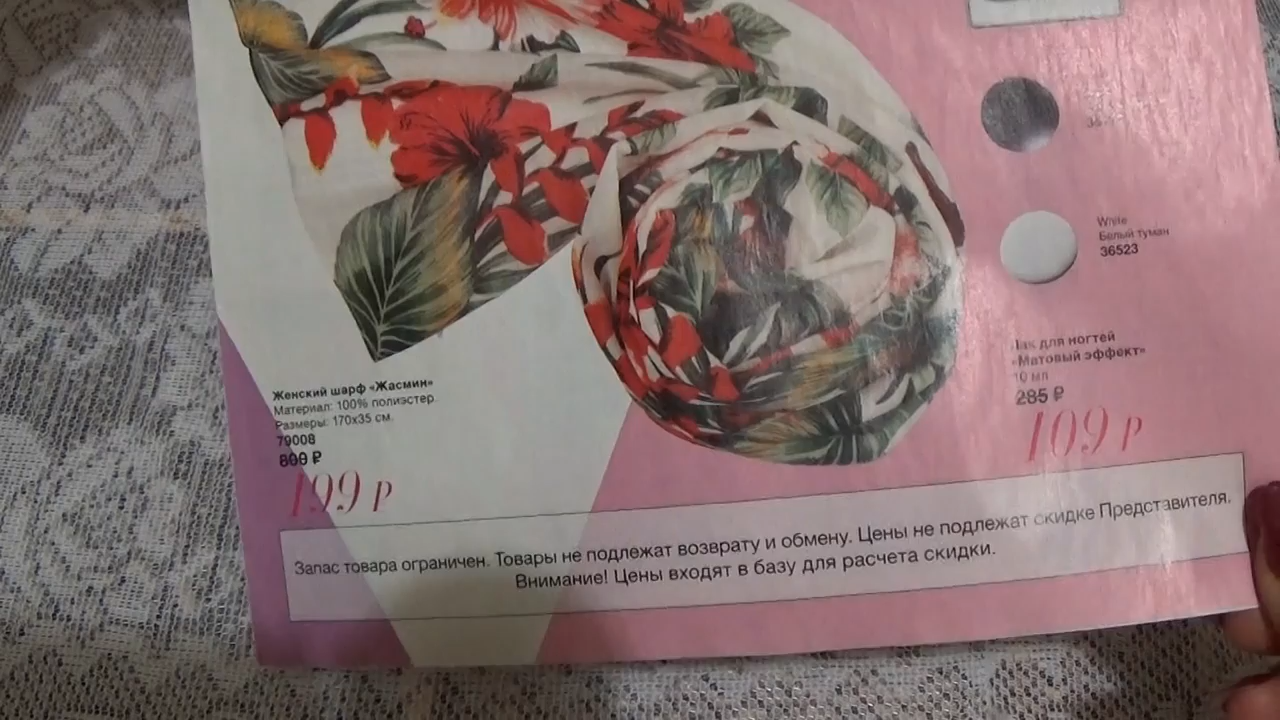 White
Белый туман
36523
Лак для ногтей
«Матовый эффект»
10 мл
285 ₽
109 Р
Женский шарф «Жасмин»
Материал: 100% полиэстер.
Размеры: 170х35 см.
79008
800 ₽
199 Р
Запас товара ограничен. Товары не подлежат возврату и обмену. Цены не подлежат скидке Представителя.
Внимание! Цены входят в базу для расчета скидки.